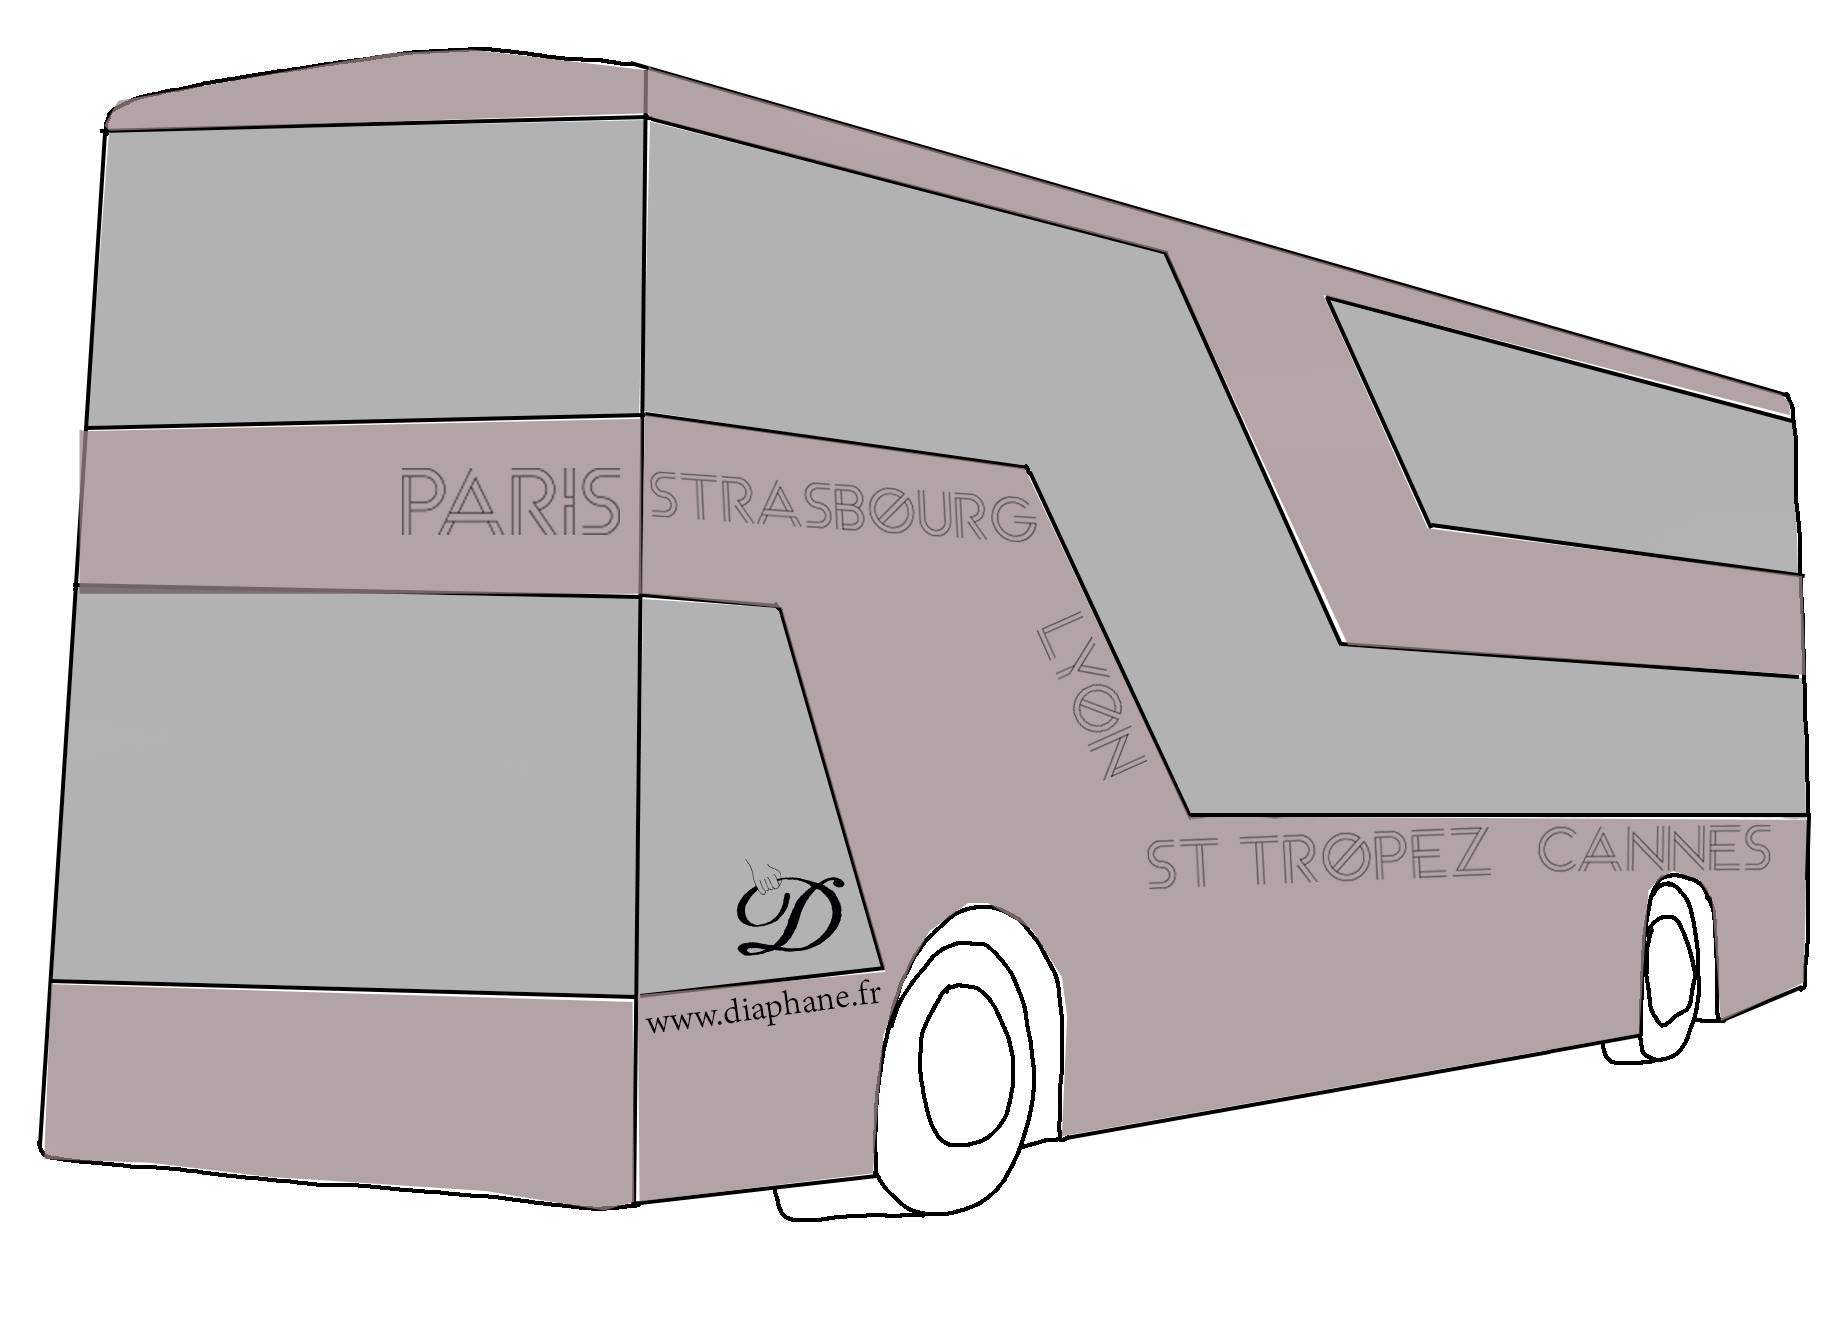 PARIS STRASBOURG
LYON
ST TROPEZ CANNES
D
www.diaphane.fr